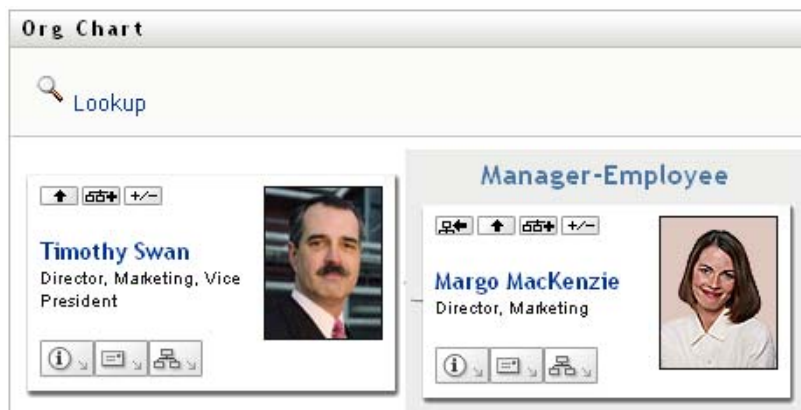 Org Chart
Lookup
Manager-Employee
+/−
Timothy Swan
Director, Marketing, Vice
President
+/−
Margo MacKenzie
Director, Marketing